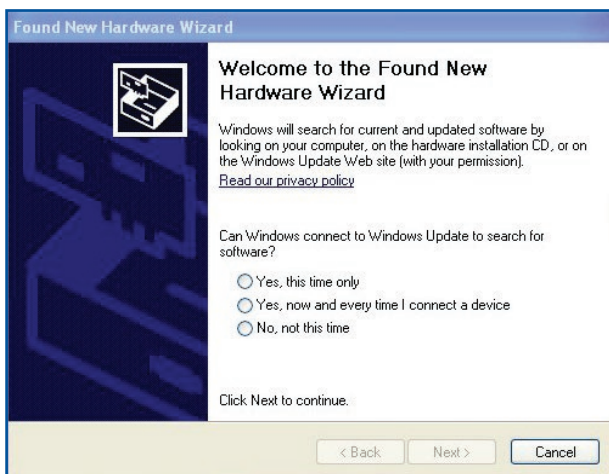 Found New Hardware Wizard
Welcome to the Found New
Hardware Wizard
Windows will search for current and updated software by
looking on your computer, on the hardware installation CD, or on
the Windows Update Web site (with your permission).
Read our privacy policy
Can Windows connect to Windows Update to search for
software?
Yes, this time only
Yes, now and every time I connect a device
No, not this time
Click Next to continue.
< Back Next > Cancel